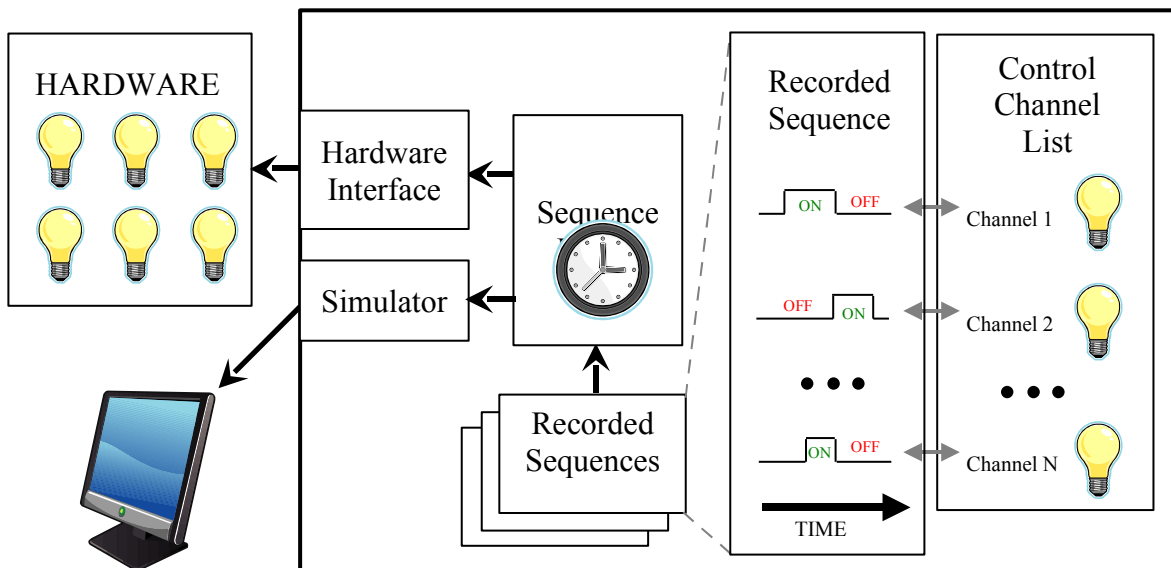 HARDWARE
Hardware
Interface
Simulator
Sequence
Recorded
Sequences
Recorded
Sequence
ON
OFF
OFF
ON
ON
OFF
TIME
Control
Channel
List
Channel 1
Channel 2
Channel N